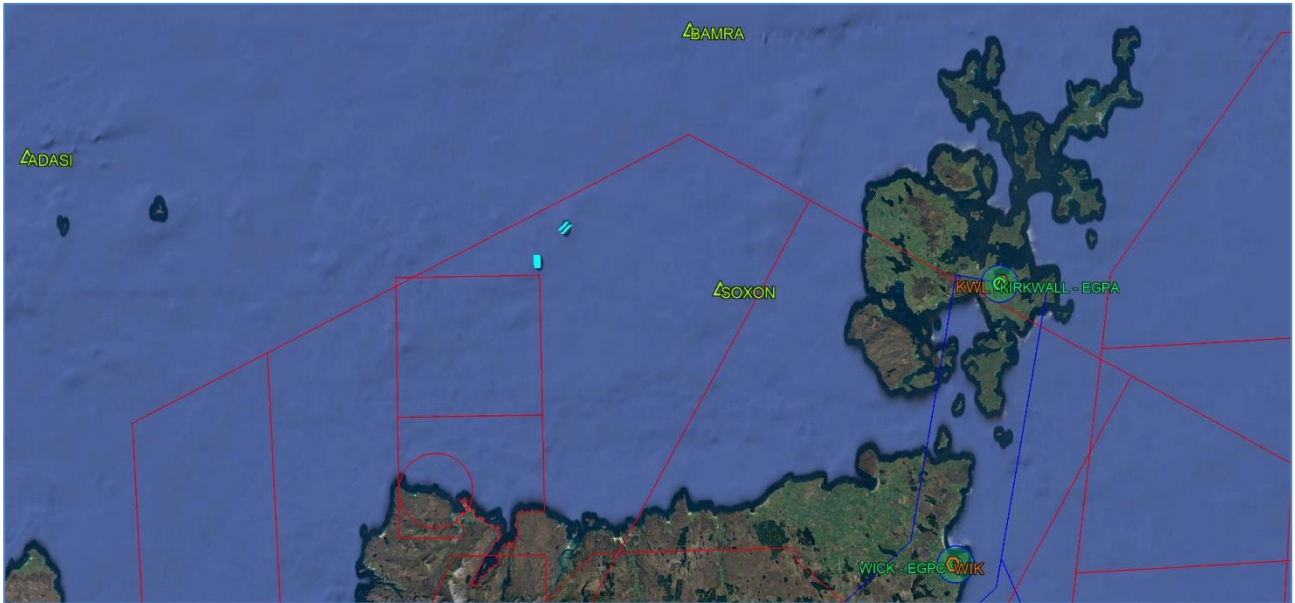 BAMRA
ADASI
SOXON
KWL KIRKWALL - EGPA
WICK - EGPC WIK